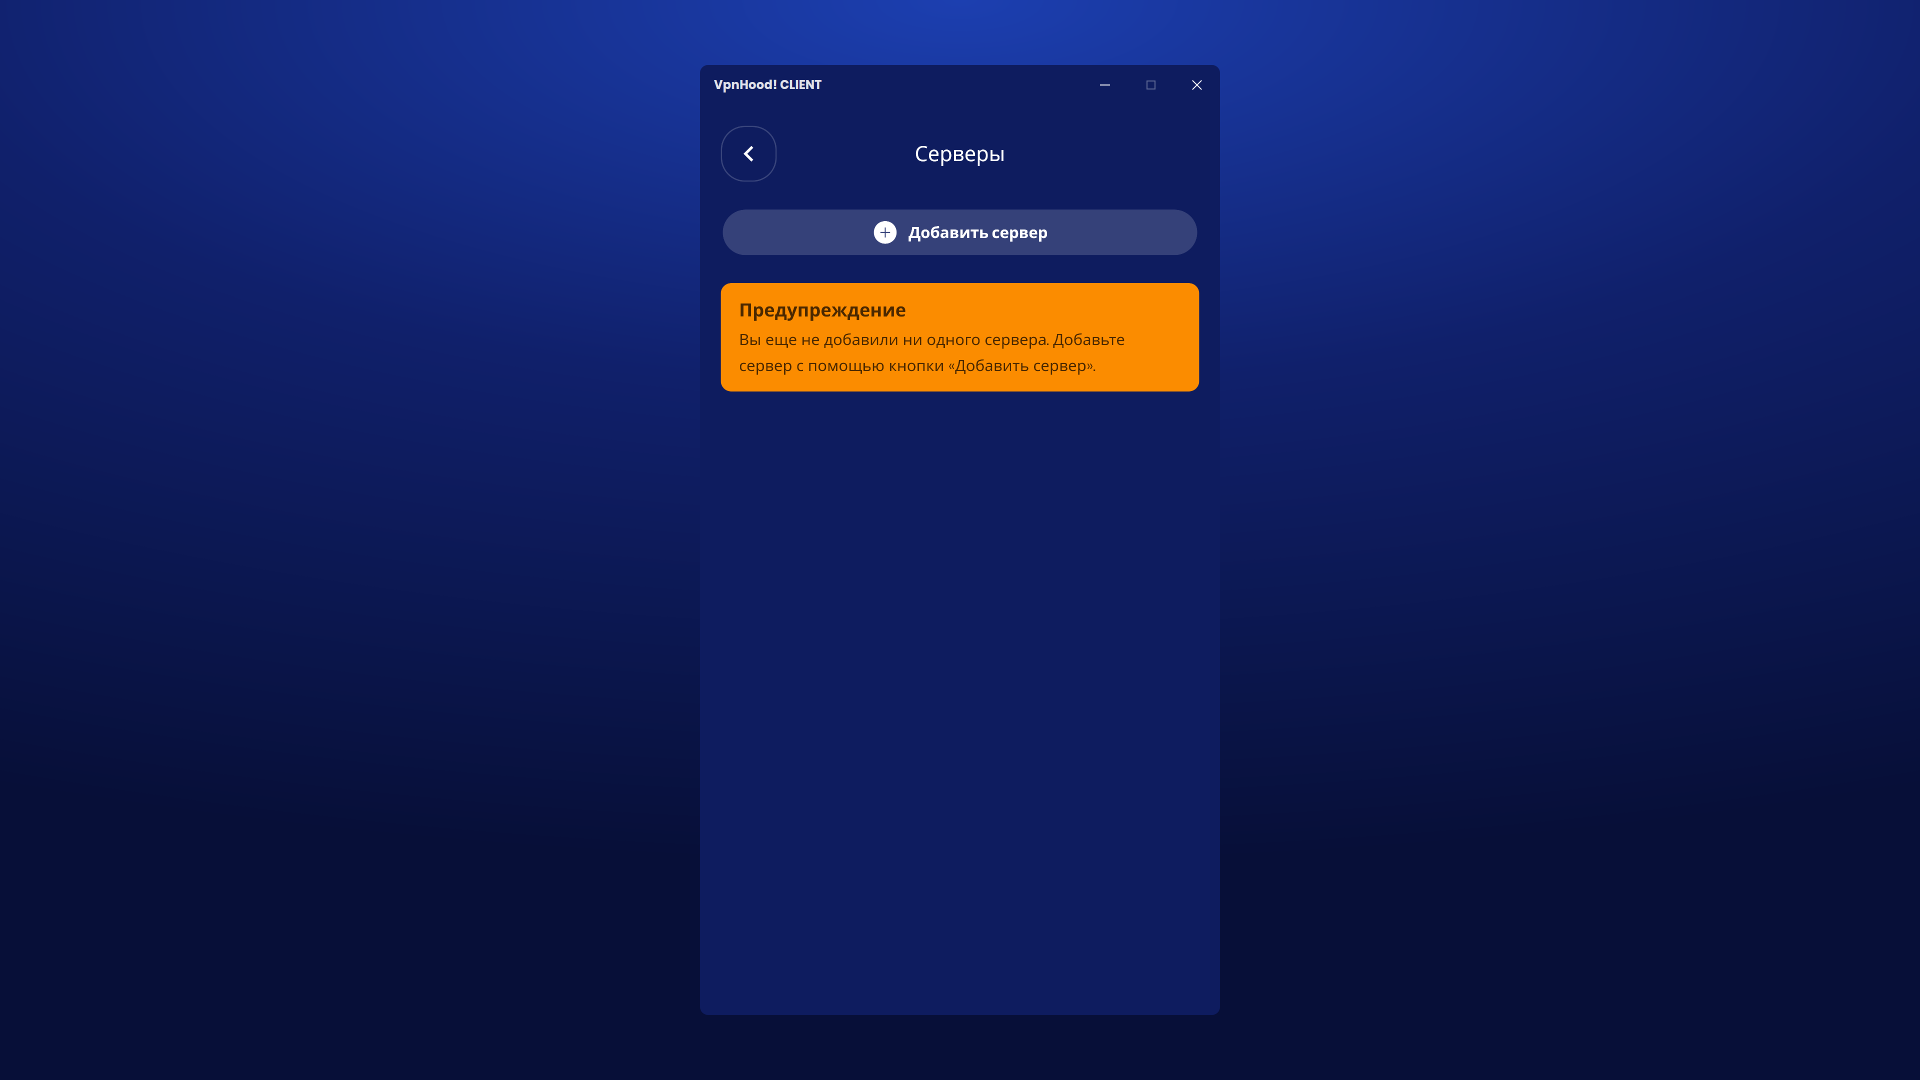 VpnHood! CLIENT
Серверы
Добавить сервер
Предупреждение
Вы еще не добавили ни одного сервера. Добавьте
сервер с помощью кнопки «Добавить сервер».